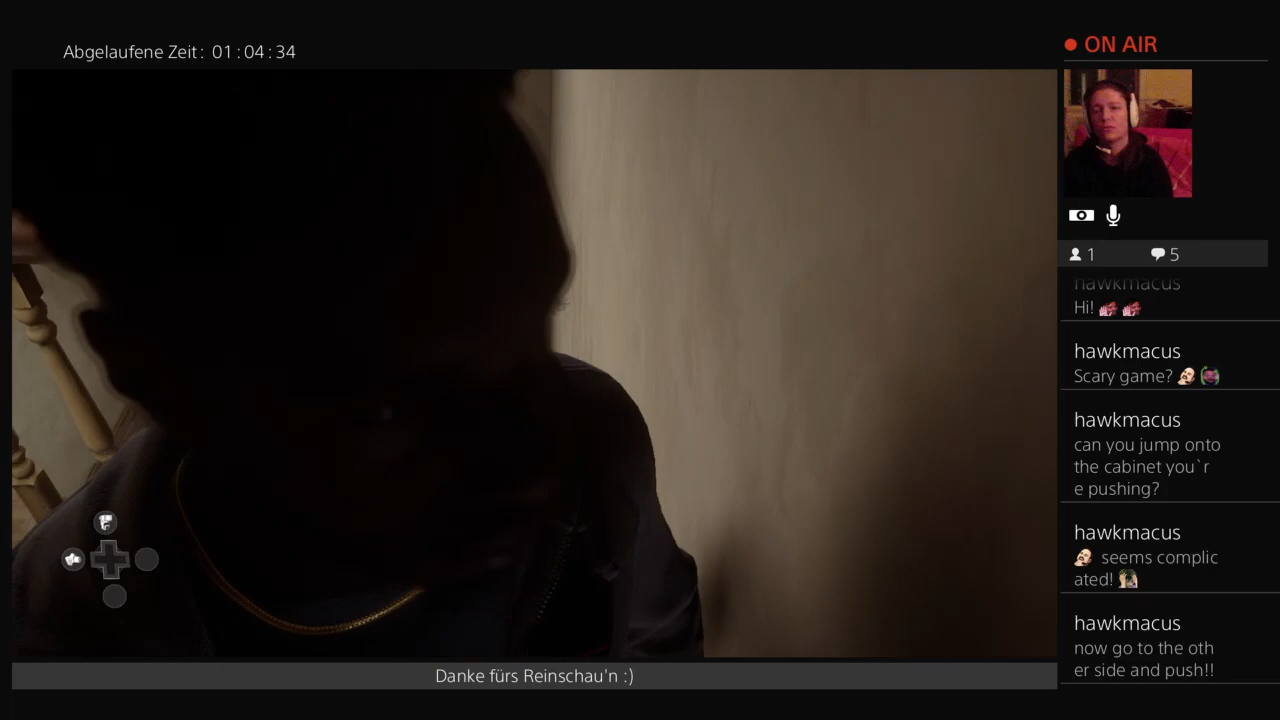 Abgelaufene Zeit: 01:04:34
ON AIR
1
5
hawkmacus
Hi!
hawkmacus
Scary game?
hawkmacus
can you jump onto
the cabinet you`r
e pushing?
hawkmacus
seems complic
ated!
hawkmacus
now go to the oth
er side and push!!
Danke fürs Reinschau'n :)